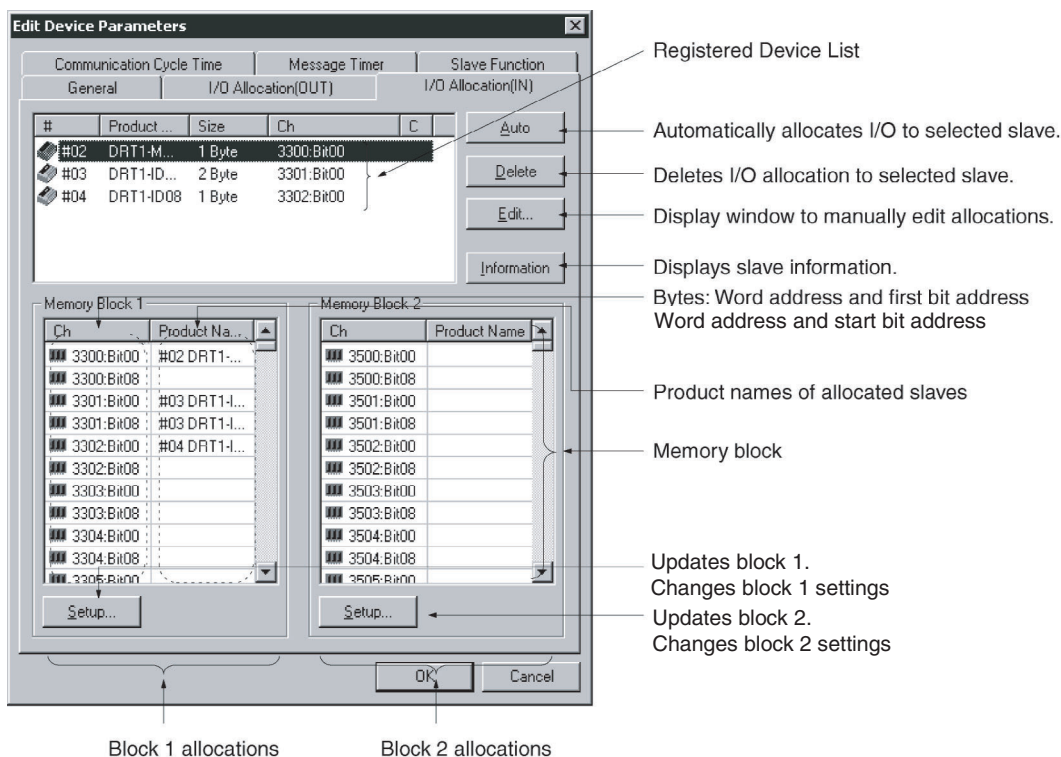 Edit Device Parameters
Communication Cycle Time Message Timer Slave Function
General I/O Allocation(OUT) I/O Allocation(IN)
# Product ... Size Ch C
#02 DRT1-M... 1 Byte 3300:Bit00
#03 DRT1-ID... 2 Byte 3301:Bit00
#04 DRT1-ID08 1 Byte 3302:Bit00
Auto
Delete
Edit...
Information
Registered Device List
Automatically allocates I/O to selected slave.
Deletes I/O allocation to selected slave.
Display window to manually edit allocations.
Displays slave information.
Bytes: Word address and first bit address
Word address and start bit address
Product names of allocated slaves
Memory block
Updates block 1.
Changes block 1 settings
Updates block 2.
Changes block 2 settings
Memory Block 1
Ch Product Na...
3300:Bit00 #02 DRT1-...
3300:Bit08
3301:Bit00 #03 DRT1-I...
3301:Bit08 #03 DRT1-I...
3302:Bit00 #04 DRT1-I...
3302:Bit08
3303:Bit00
3303:Bit08
3304:Bit00
3304:Bit08
3305:Bit00
Setup...
Memory Block 2
Ch Product Name
3500:Bit00
3500:Bit08
3501:Bit00
3501:Bit08
3502:Bit00
3502:Bit08
3503:Bit00
3503:Bit08
3504:Bit00
3504:Bit08
3505:Bit00
Setup...
OK Cancel
Block 1 allocations Block 2 allocations